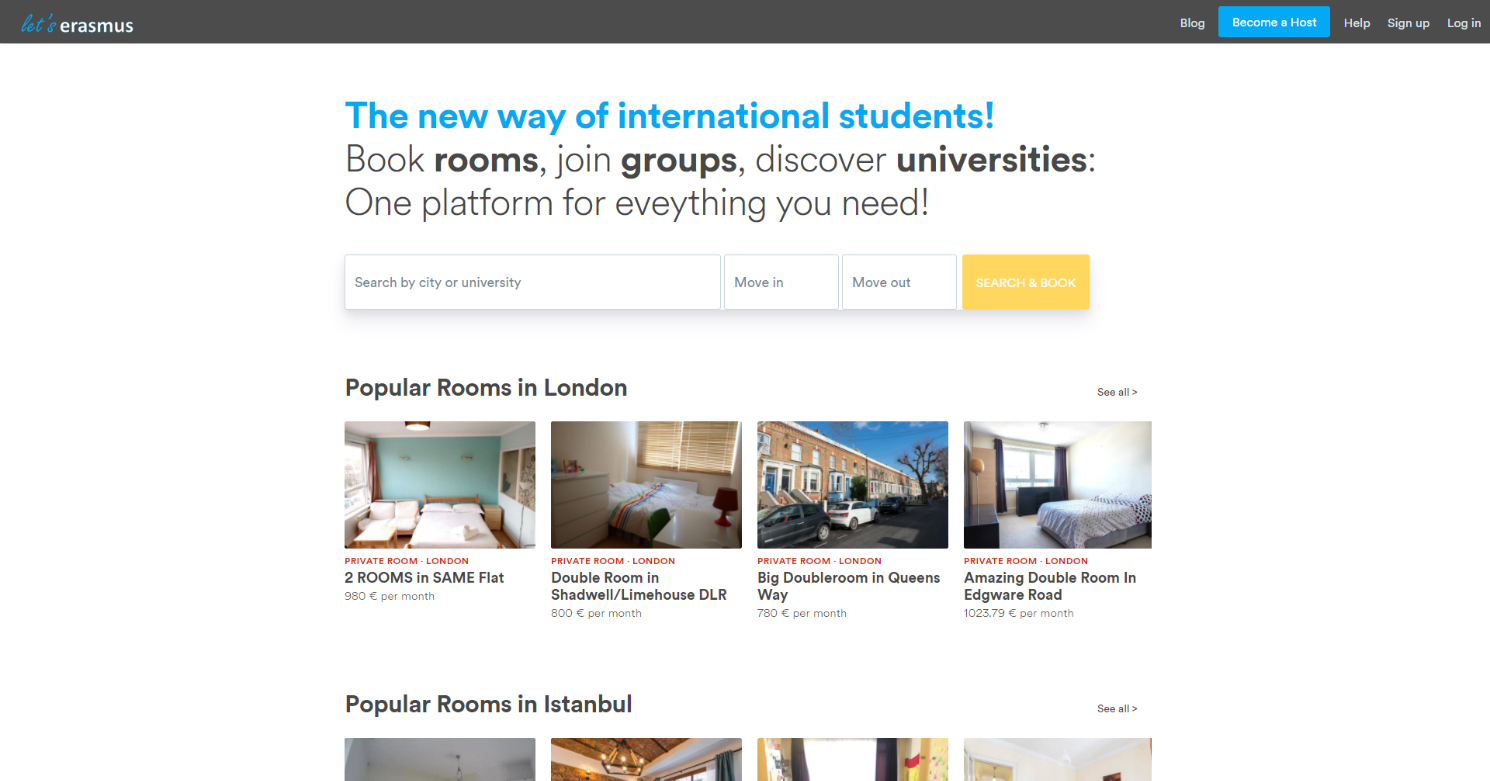 let's erasmus
Blog
Become a Host
Help
Sign up
Log in
The new way of international students!
Book rooms, join groups, discover universities:
One platform for eveything you need!
Search by city or university
Move in
Move out
SEARCH & BOOK
Popular Rooms in London
See all >
PRIVATE ROOM · LONDON
2 ROOMS in SAME Flat
980 € per month
PRIVATE ROOM · LONDON
Double Room in
Shadwell/Limehouse DLR
800 € per month
PRIVATE ROOM · LONDON
Big Doubleroom in Queens
Way
780 € per month
PRIVATE ROOM · LONDON
Amazing Double Room In
Edgware Road
1023.79 € per month
Popular Rooms in Istanbul
See all >